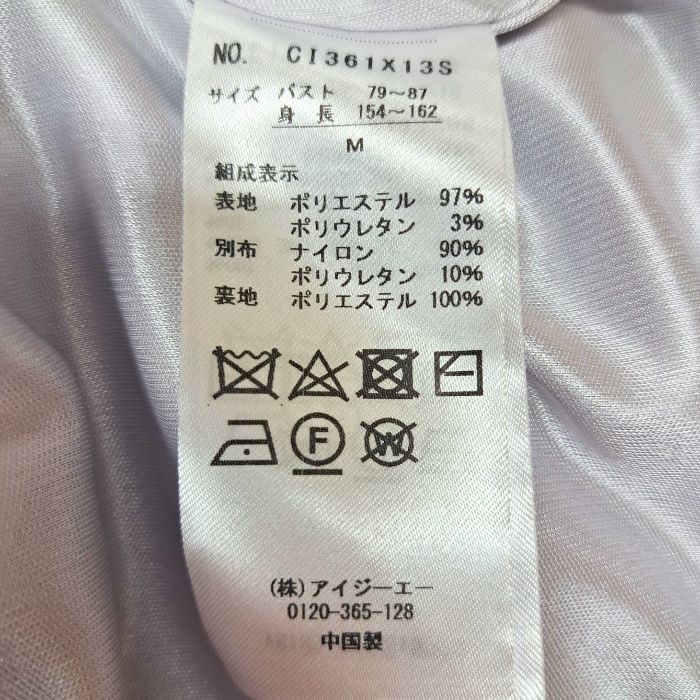 NO. CI361X13S
サイズ バスト 79~87
身長 154~162
M
組成表示
表地 ポリエステル 97%
ポリウレタン 3%
別布 ナイロン 90%
ポリウレタン 10%
裏地 ポリエステル 100%
F W
(株)アイジーエー
0120-365-128
中国製